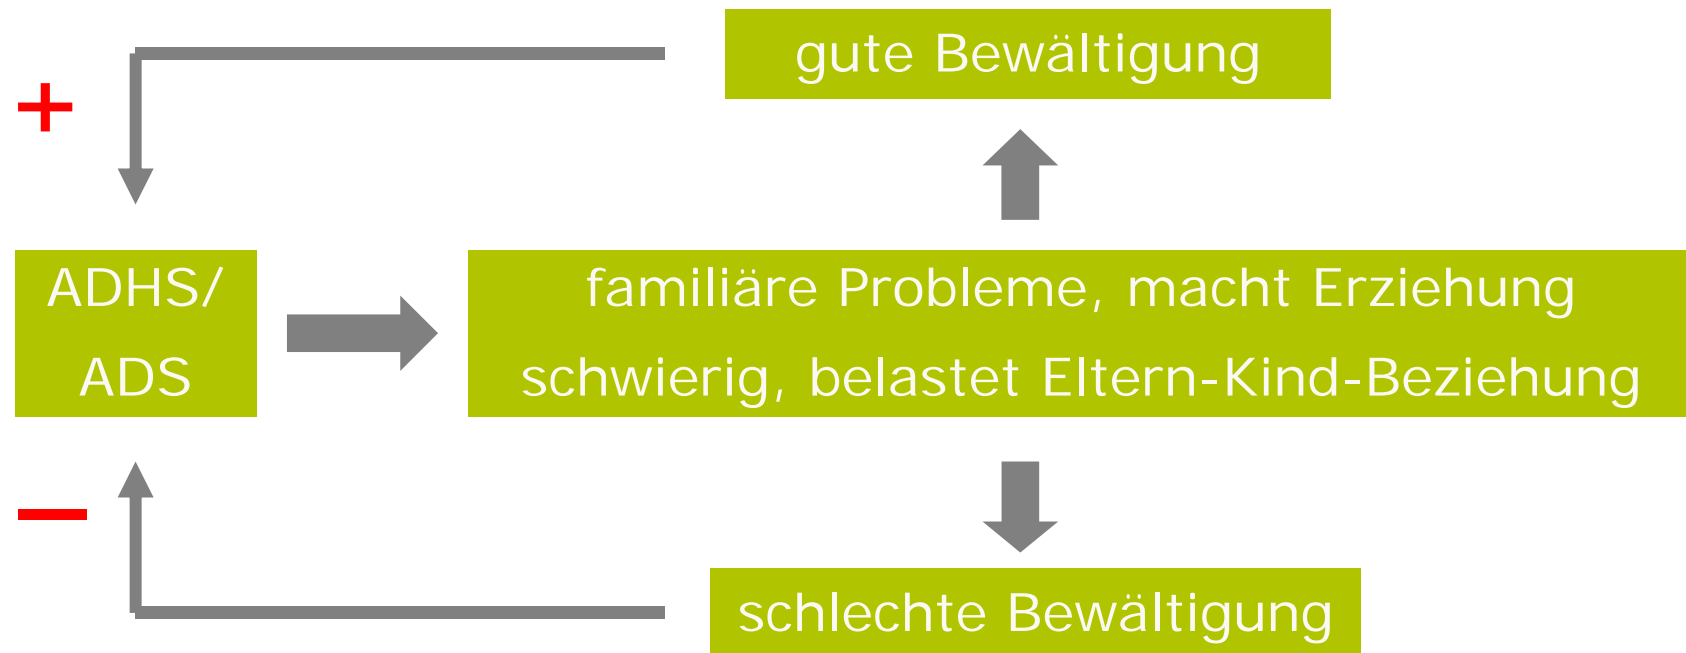 gute Bewältigung
+
ADHS/
ADS
familiäre Probleme, macht Erziehung
schwierig, belastet Eltern-Kind-Beziehung
—
schlechte Bewältigung